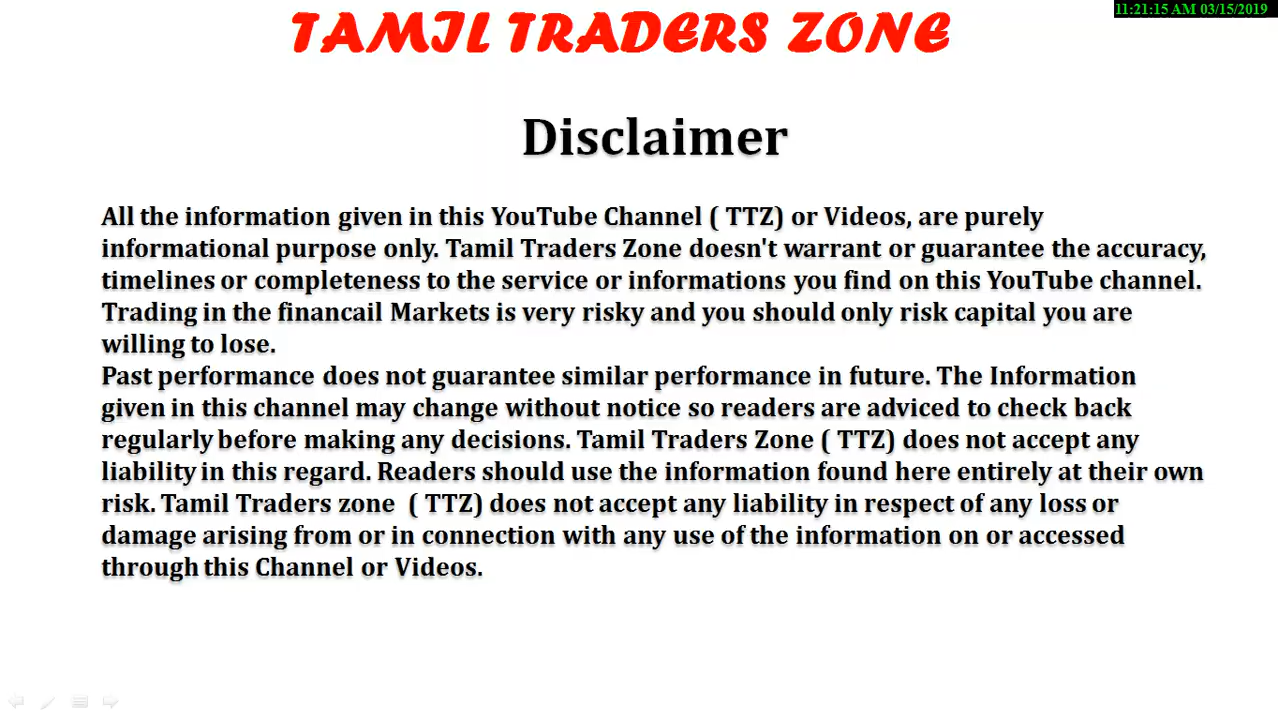 11:21:15 AM 03/15/2019
TAMIL TRADERS ZONE
Disclaimer
All the information given in this YouTube Channel ( TTZ) or Videos, are purely
informational purpose only. Tamil Traders Zone doesn't warrant or guarantee the accuracy,
timelines or completeness to the service or informations you find on this YouTube channel.
Trading in the financail Markets is very risky and you should only risk capital you are
willing to lose.
Past performance does not guarantee similar performance in future. The Information
given in this channel may change without notice so readers are adviced to check back
regularly before making any decisions. Tamil Traders Zone ( TTZ) does not accept any
liability in this regard. Readers should use the information found here entirely at their own
risk. Tamil Traders zone  ( TTZ) does not accept any liability in respect of any loss or
damage arising from or in connection with any use of the information on or accessed
through this Channel or Videos.